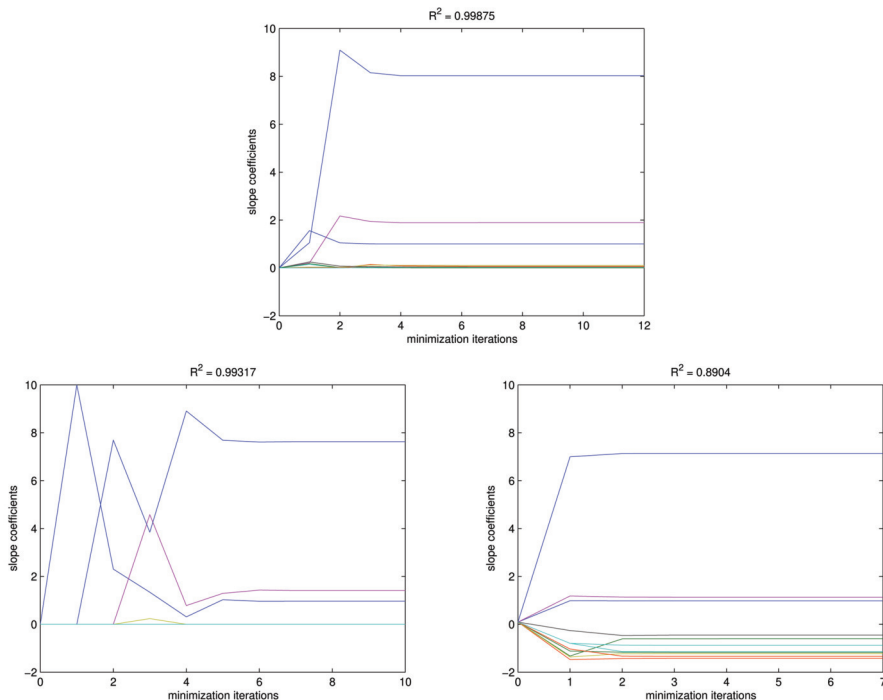 R² = 0.99875
10
8
6
4
2
0
−2
slope coefficients
0 2 4 6 8 10 12
minimization iterations
R² = 0.99317
10
8
6
4
2
0
−2
slope coefficients
0 2 4 6 8 10
minimization iterations
R² = 0.8904
10
8
6
4
2
0
−2
slope coefficients
0 1 2 3 4 5 6 7
minimization iterations